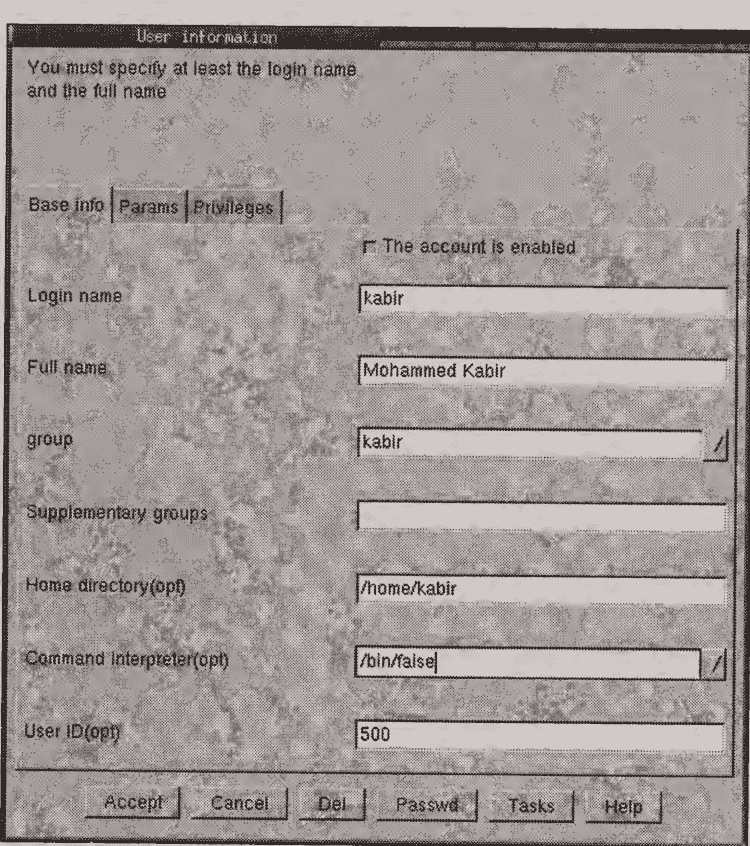 User information
You must specify at least the login name
and the full name
Base info Params Privileges
The account is enabled
Login name kabir
Full name Mohammed Kabir
group kabir /
Supplementary groups
Home directory(opt) /home/kabir
Command interpreter(opt) /bin/false /
User ID(opt) 500
Accept Cancel Del Passwd Tasks Help